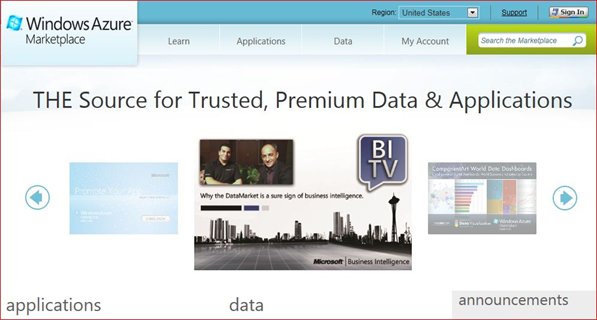 Windows Azure
Marketplace
Region: United States
Support
Sign In
Learn
Applications
Data
My Account
Search the Marketplace
THE Source for Trusted, Premium Data & Applications
BI
TV
Why the DataMarket is a sure sign of business intelligence.
Microsoft Business Intelligence
Promote Your App
ComponentArt World Data Dashboards
Windows Azure
applications
data
announcements